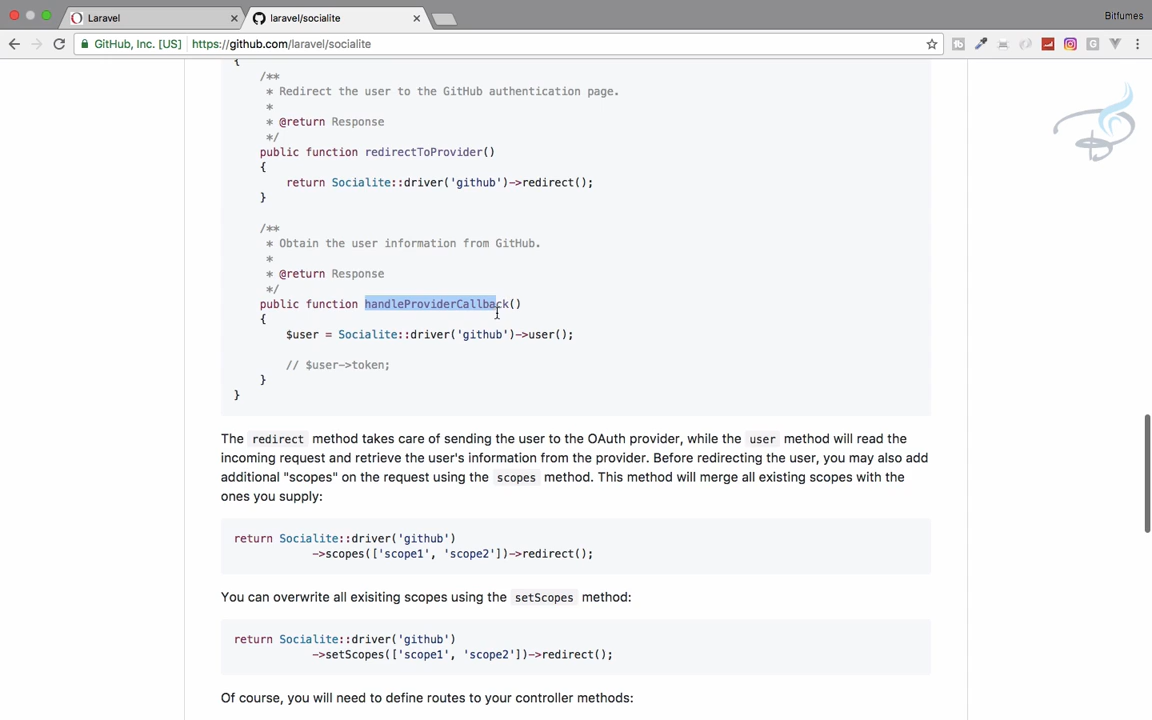 Laravel
laravel/socialite
Bitfumes
GitHub, Inc. [US]
https://github.com/laravel/socialite
{
/**
* Redirect the user to the GitHub authentication page.
*
* @return Response
*/
public function redirectToProvider()
{
return Socialite::driver('github')->redirect();
}
/**
* Obtain the user information from GitHub.
*
* @return Response
*/
public function handleProviderCallback()
{
$user = Socialite::driver('github')->user();
// $user->token;
}
}
The redirect method takes care of sending the user to the OAuth provider, while the user method will read the
incoming request and retrieve the user's information from the provider. Before redirecting the user, you may also add
additional "scopes" on the request using the scopes method. This method will merge all existing scopes with the
ones you supply:
return Socialite::driver('github')
->scopes(['scope1', 'scope2'])->redirect();
You can overwrite all exisiting scopes using the setScopes method:
return Socialite::driver('github')
->setScopes(['scope1', 'scope2'])->redirect();
Of course, you will need to define routes to your controller methods: